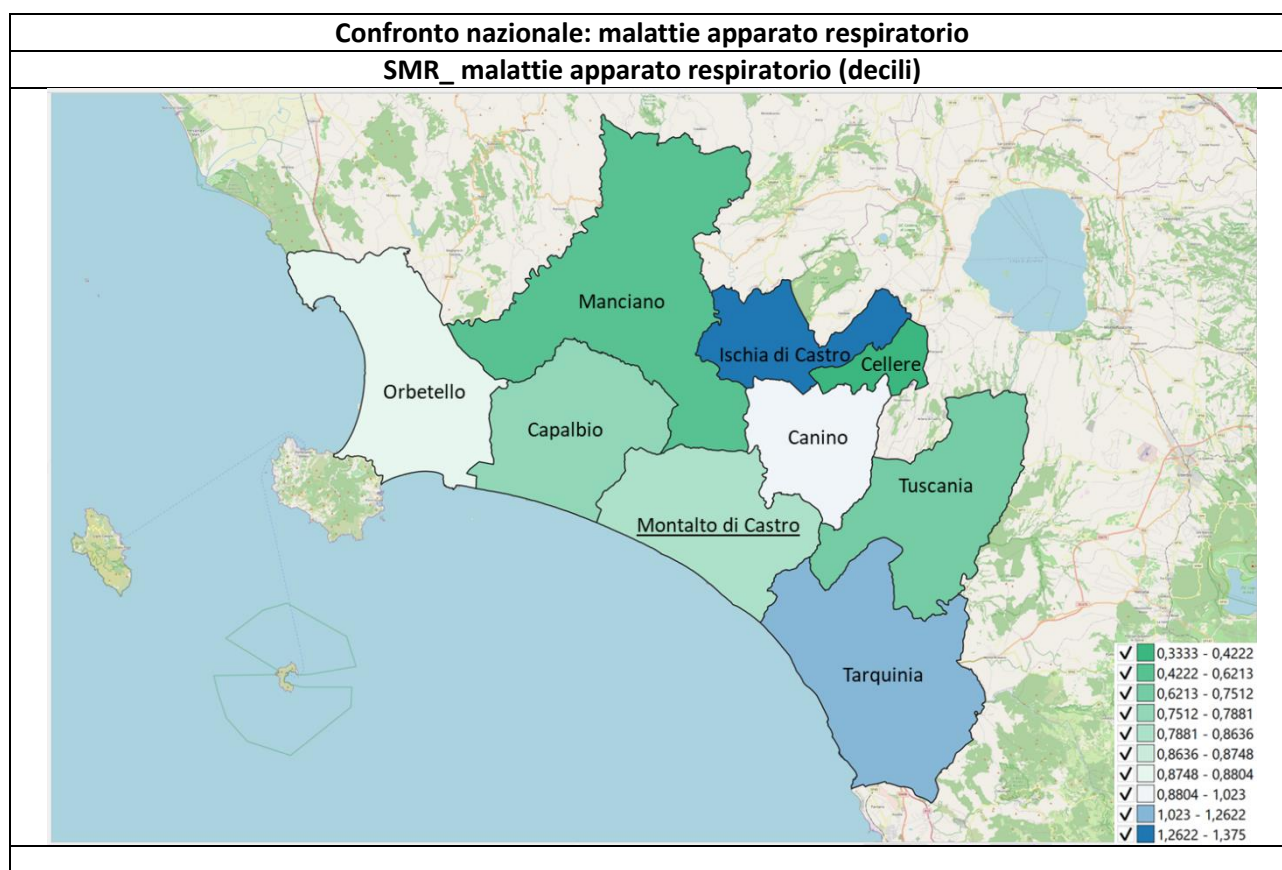 Confronto nazionale: malattie apparato respiratorio
SMR_ malattie apparato respiratorio (decili)
Manciano
Ischia di Castro
Cellere
Orbetello
Capalbio
Canino
Tuscania
Montalto di Castro
Tarquinia
✓ 0,3333 - 0,4222
✓ 0,4222 - 0,6213
✓ 0,6213 - 0,7512
✓ 0,7512 - 0,7881
✓ 0,7881 - 0,8636
✓ 0,8636 - 0,8748
✓ 0,8748 - 0,8804
✓ 0,8804 - 1,023
✓ 1,023 - 1,2622
✓ 1,2622 - 1,375